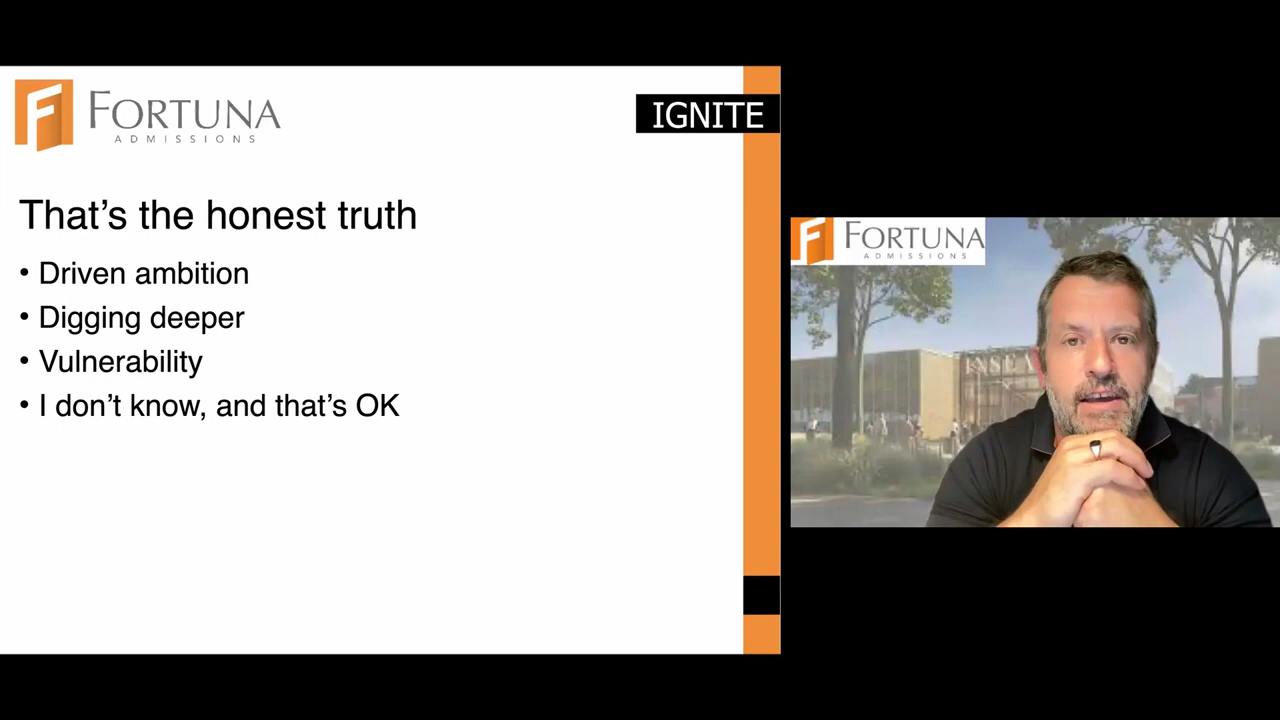 FORTUNA
ADMISSIONS
IGNITE
That’s the honest truth
• Driven ambition
• Digging deeper
• Vulnerability
• I don’t know, and that’s OK
FORTUNA
ADMISSIONS